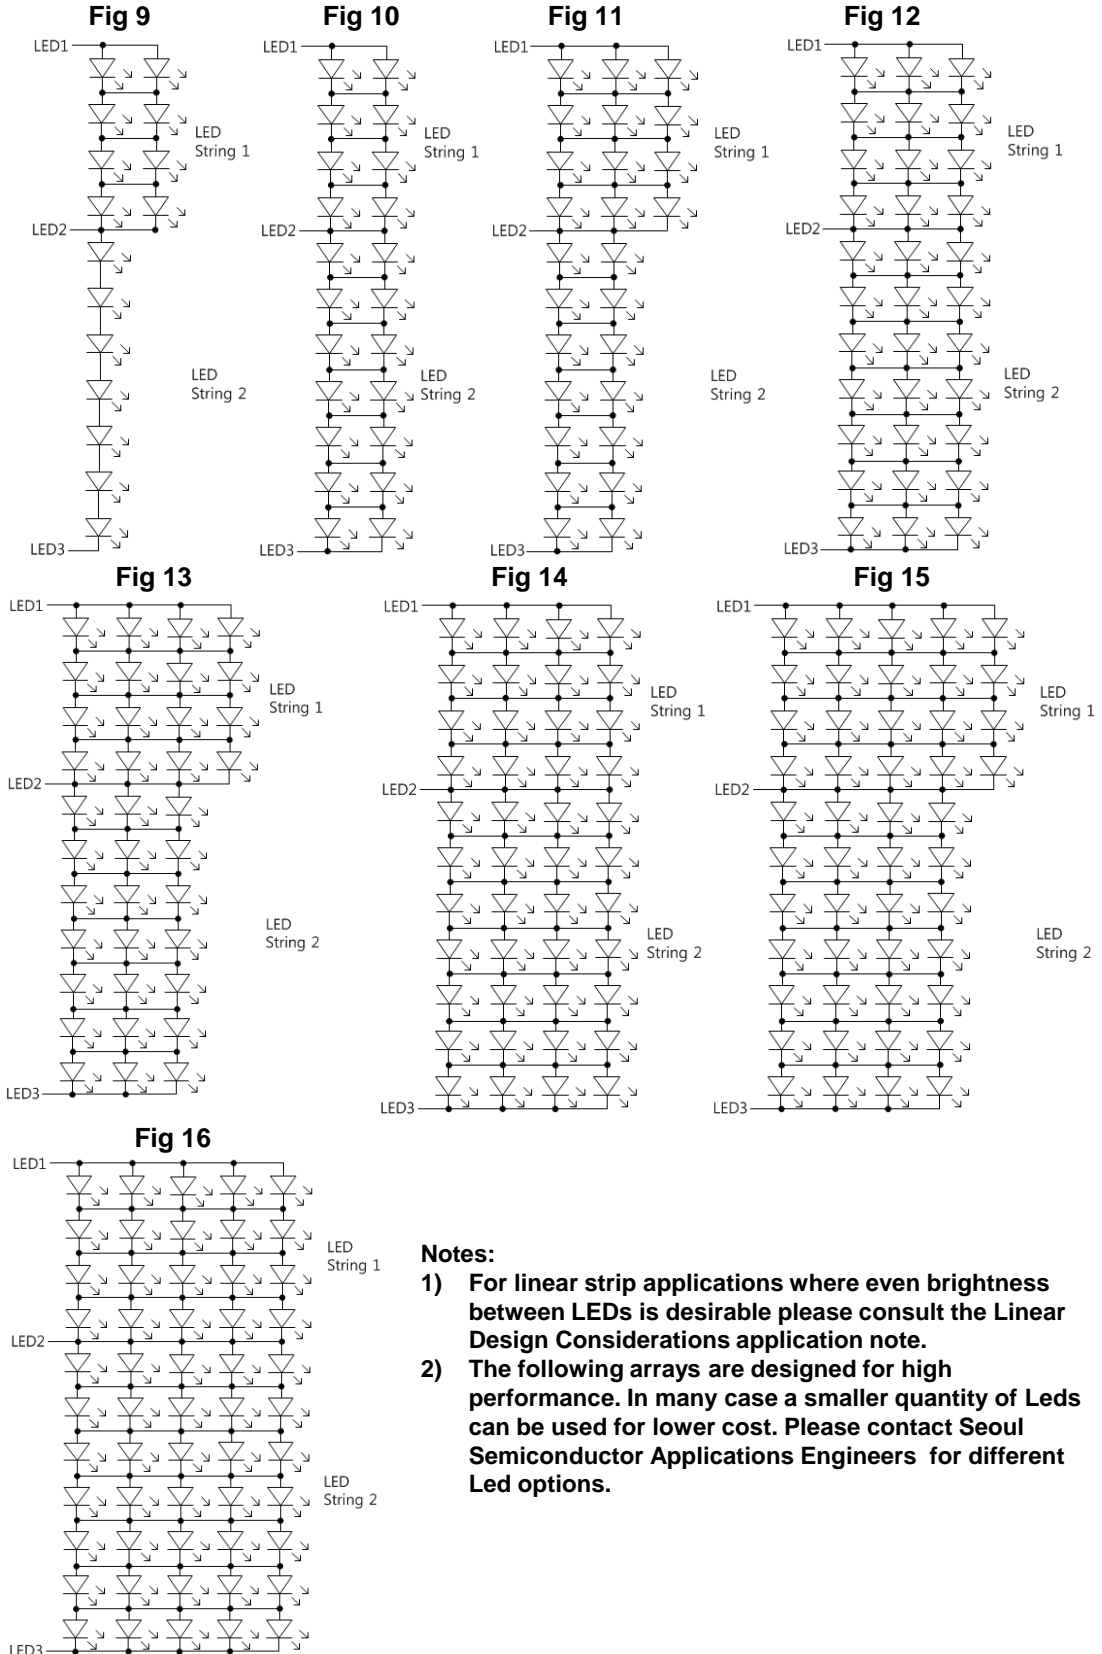 Fig 9
LED1
LED
String 1
LED2
LED
String 2
LED3
Fig 10
LED1
LED
String 1
LED2
LED
String 2
LED3
Fig 11
LED1
LED
String 1
LED2
LED
String 2
LED3
Fig 12
LED1
LED
String 1
LED2
LED
String 2
LED3
Fig 13
LED1
LED
String 1
LED2
LED
String 2
LED3
Fig 14
LED1
LED
String 1
LED2
LED
String 2
LED3
Fig 15
LED1
LED
String 1
LED2
LED
String 2
LED3
Fig 16
LED1
LED
String 1
LED2
LED
String 2
LED3
Notes:
1) For linear strip applications where even brightness
between LEDs is desirable please consult the Linear
Design Considerations application note.
2) The following arrays are designed for high
performance. In many case a smaller quantity of Leds
can be used for lower cost. Please contact Seoul
Semiconductor Applications Engineers for different
Led options.